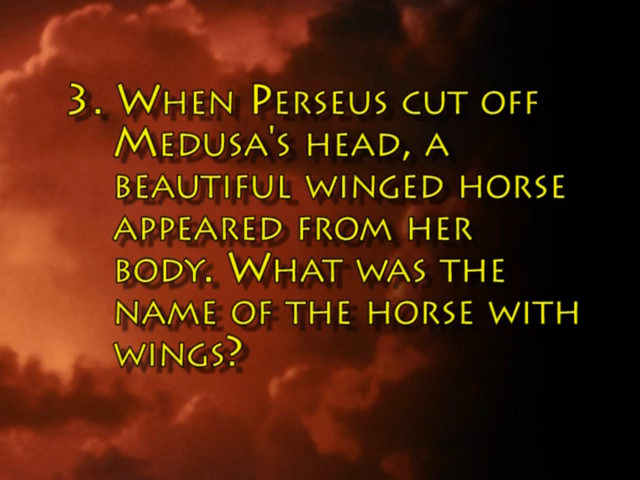 3. When Perseus cut off
Medusa's head, a
beautiful winged horse
appeared from her
body. What was the
name of the horse with
wings?